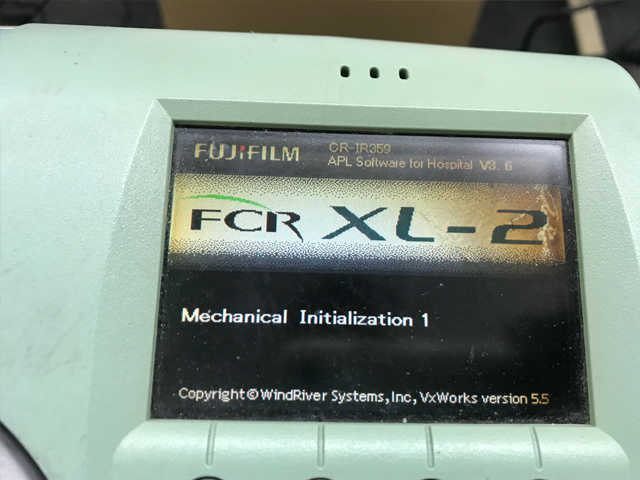 FUJIFILM
CR-IR359
APL Software for Hospital V3.6
FCR XL-2
Mechanical Initialization 1
Copyright©WindRiver Systems,Inc,VxWorks version 5.5